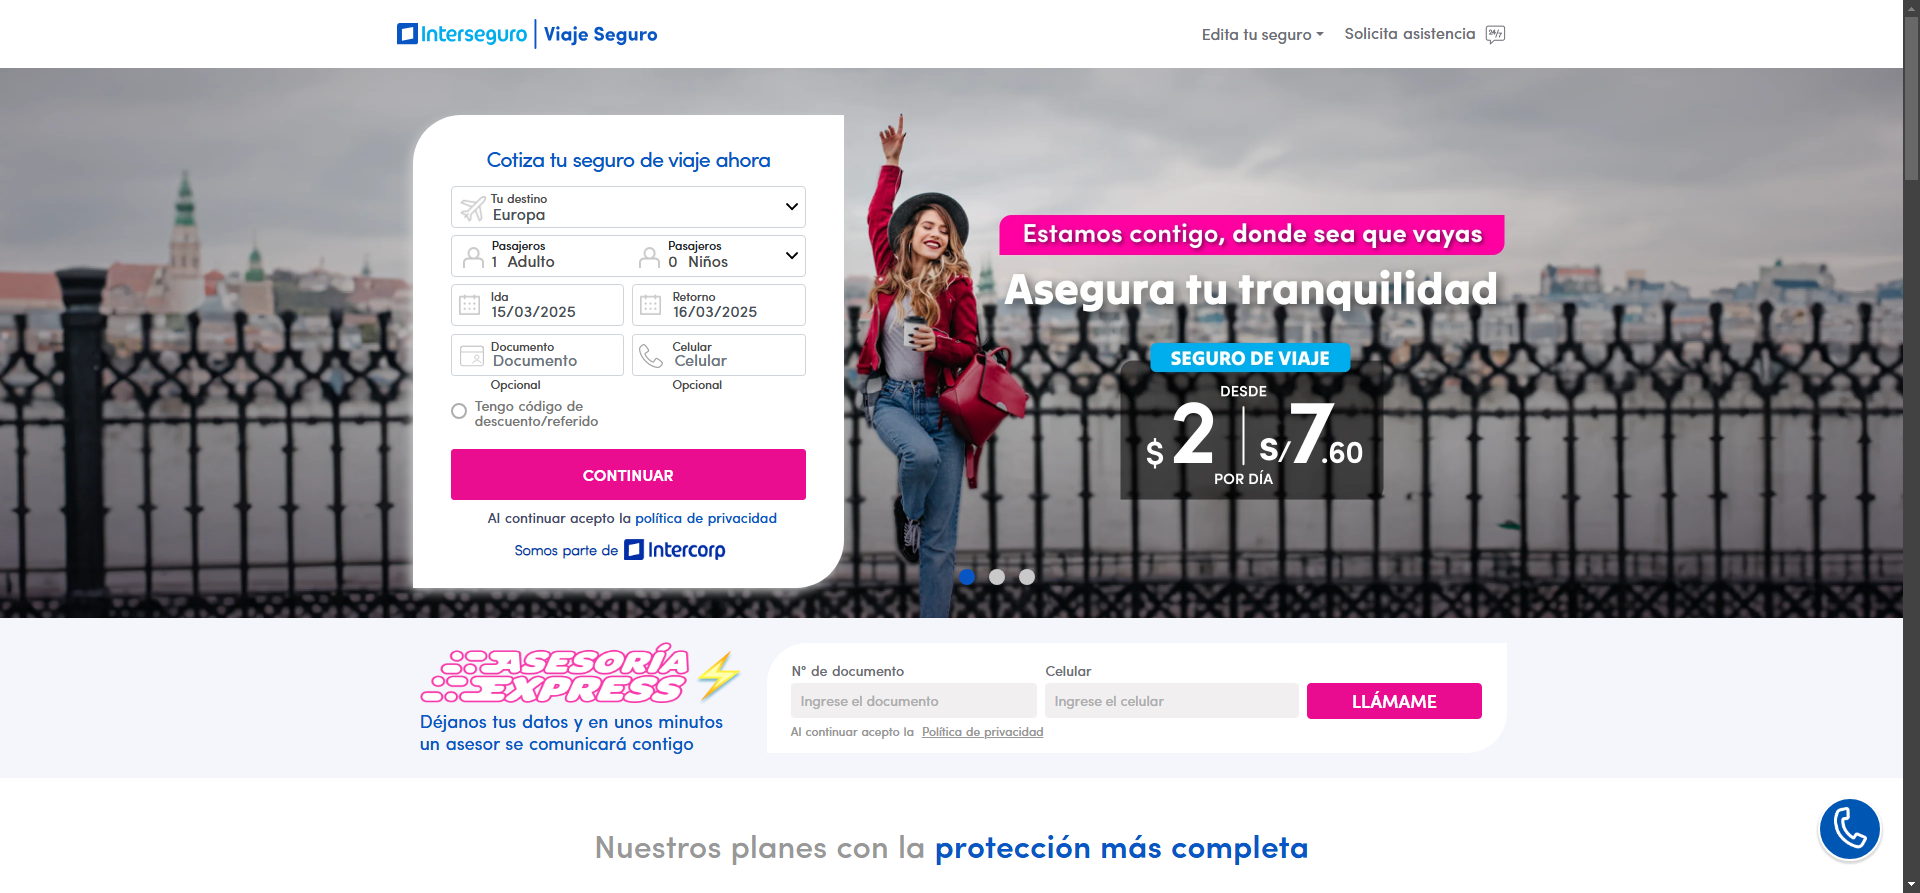 Interseguro | Viaje Seguro
Edita tu seguro
Solicita asistencia
24/7
Cotiza tu seguro de viaje ahora
Tu destino
Europa
Pasajeros
1 Adulto
Pasajeros
0 Niños
Ida
15/03/2025
Retorno
16/03/2025
Documento
Documento
Opcional
Celular
Celular
Opcional
Tengo código de
descuento/referido
CONTINUAR
Al continuar acepto la política de privacidad
Somos parte de Intercorp
Estamos contigo, donde sea que vayas
Asegura tu tranquilidad
SEGURO DE VIAJE
DESDE
$ 2 | S/7.60
POR DÍA
ASESORÍA
EXPRESS
Déjanos tus datos y en unos minutos
un asesor se comunicará contigo
N° de documento
Ingrese el documento
Celular
Ingrese el celular
LLÁMAME
Al continuar acepto la Política de privacidad
Nuestros planes con la protección más completa